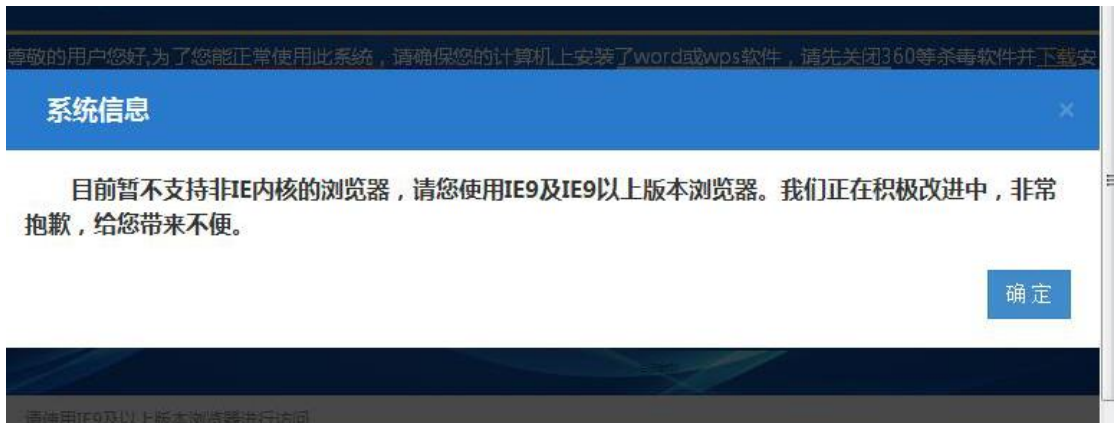 尊敬的用户您好,为了您能正常使用此系统，请确保您的计算机上安装了word或wps软件，请先关闭360等杀毒软件并下载安
系统信息
×
目前暂不支持非IE内核的浏览器，请您使用IE9及IE9以上版本浏览器。我们正在积极改进中，非常
抱歉，给您带来不便。
确定
请使用IE9及以上版本浏览器进行访问